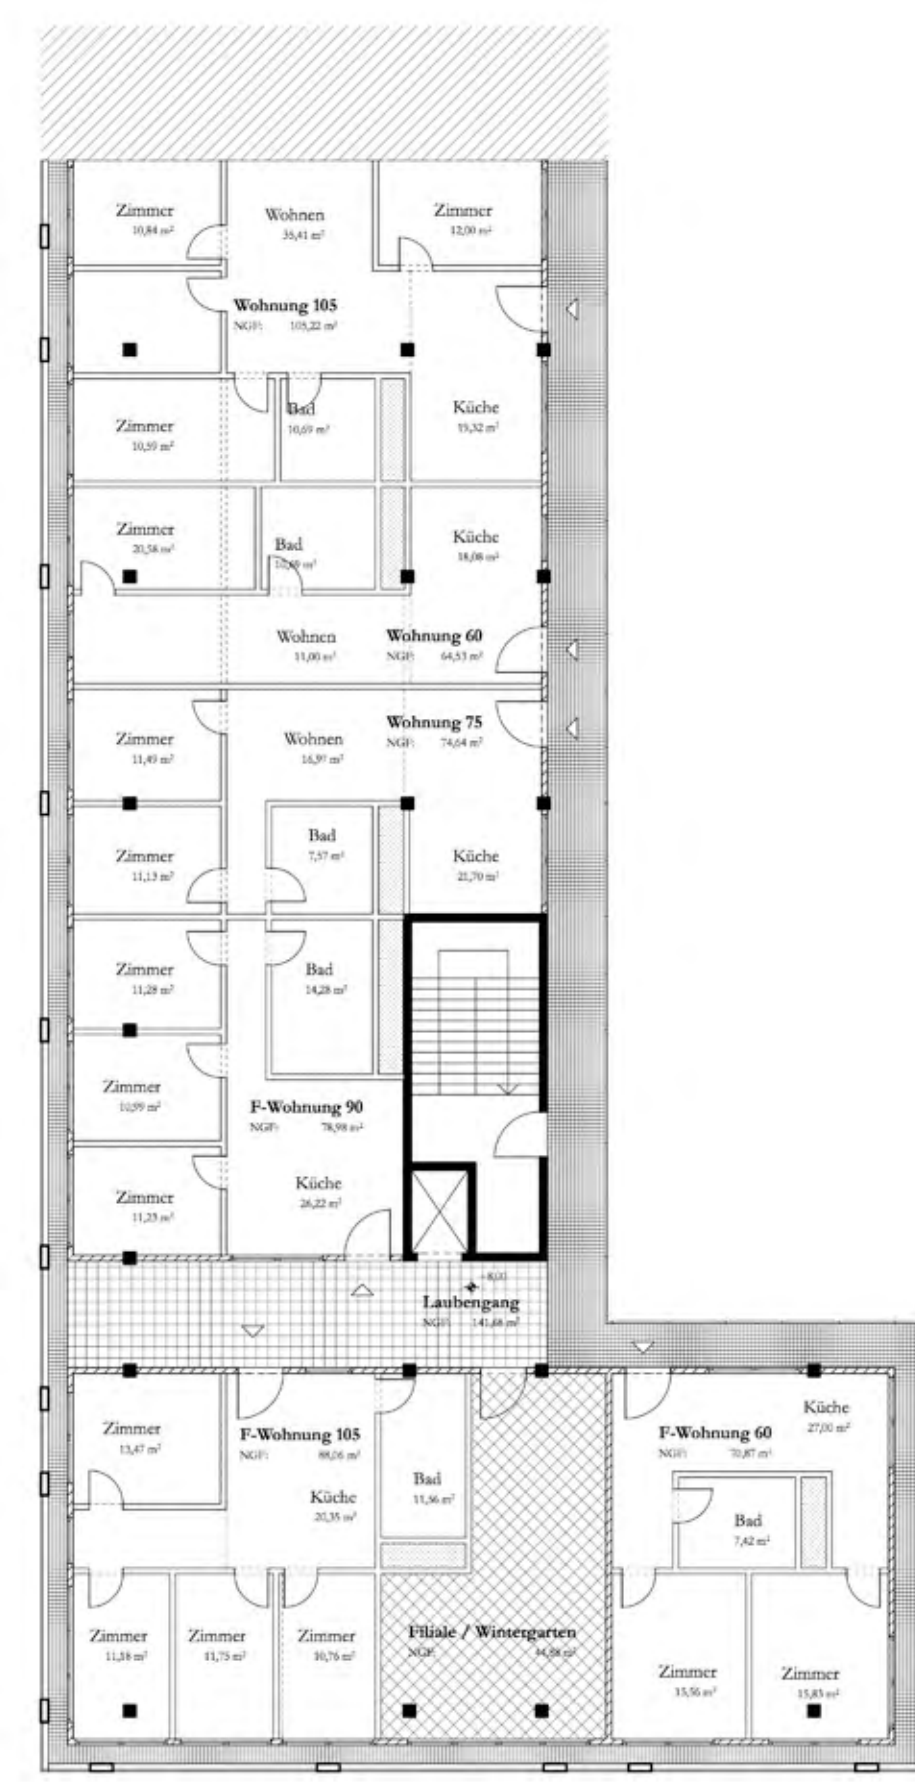 Zimmer
10,84 m²
Wohnen
35,41 m²
Zimmer
12,00 m²
Wohnung 105
NGF: 105,22 m²
Zimmer
10,59 m²
Bad
10,69 m²
Küche
15,32 m²
Zimmer
20,58 m²
Bad
Küche
18,08 m²
Wohnen
11,00 m²
Wohnung 60
NGF: 64,53 m²
Zimmer
11,49 m²
Wohnen
16,97 m²
Wohnung 75
NGF: 74,64 m²
Zimmer
11,13 m²
Bad
7,57 m²
Küche
21,70 m²
Zimmer
11,28 m²
Bad
14,28 m²
Zimmer
10,99 m²
F-Wohnung 90
NGF: 78,98 m²
Zimmer
11,23 m²
Küche
26,22 m²
+8,00
Laubengang
NGF: 141,68 m²
Zimmer
13,47 m²
F-Wohnung 105
NGF: 88,06 m²
Küche
20,35 m²
Bad
11,56 m²
F-Wohnung 60
NGF: 70,87 m²
Küche
27,00 m²
Bad
7,42 m²
Zimmer
11,58 m²
Zimmer
11,75 m²
Zimmer
10,76 m²
Filiale / Wintergarten
NGF: 44,88 m²
Zimmer
15,56 m²
Zimmer
15,85 m²